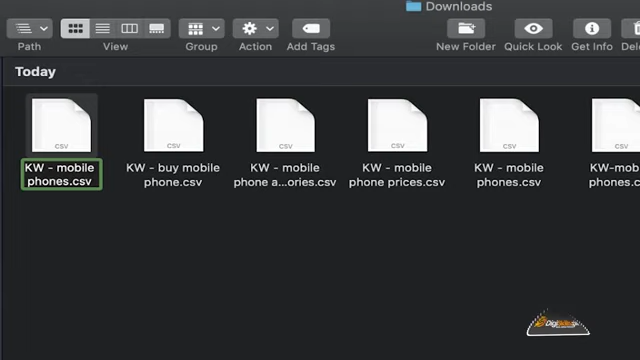 Downloads
Path
View
Group
Action
Add Tags
New Folder
Quick Look
Get Info
Today
CSV
CSV
CSV
CSV
CSV
KW - mobile
phones.csv
KW - buy mobile
phone.csv
KW - mobile
phone a...ories.csv
KW - mobile
phone prices.csv
KW - mobile
phones.csv
KW-mob
phones.c